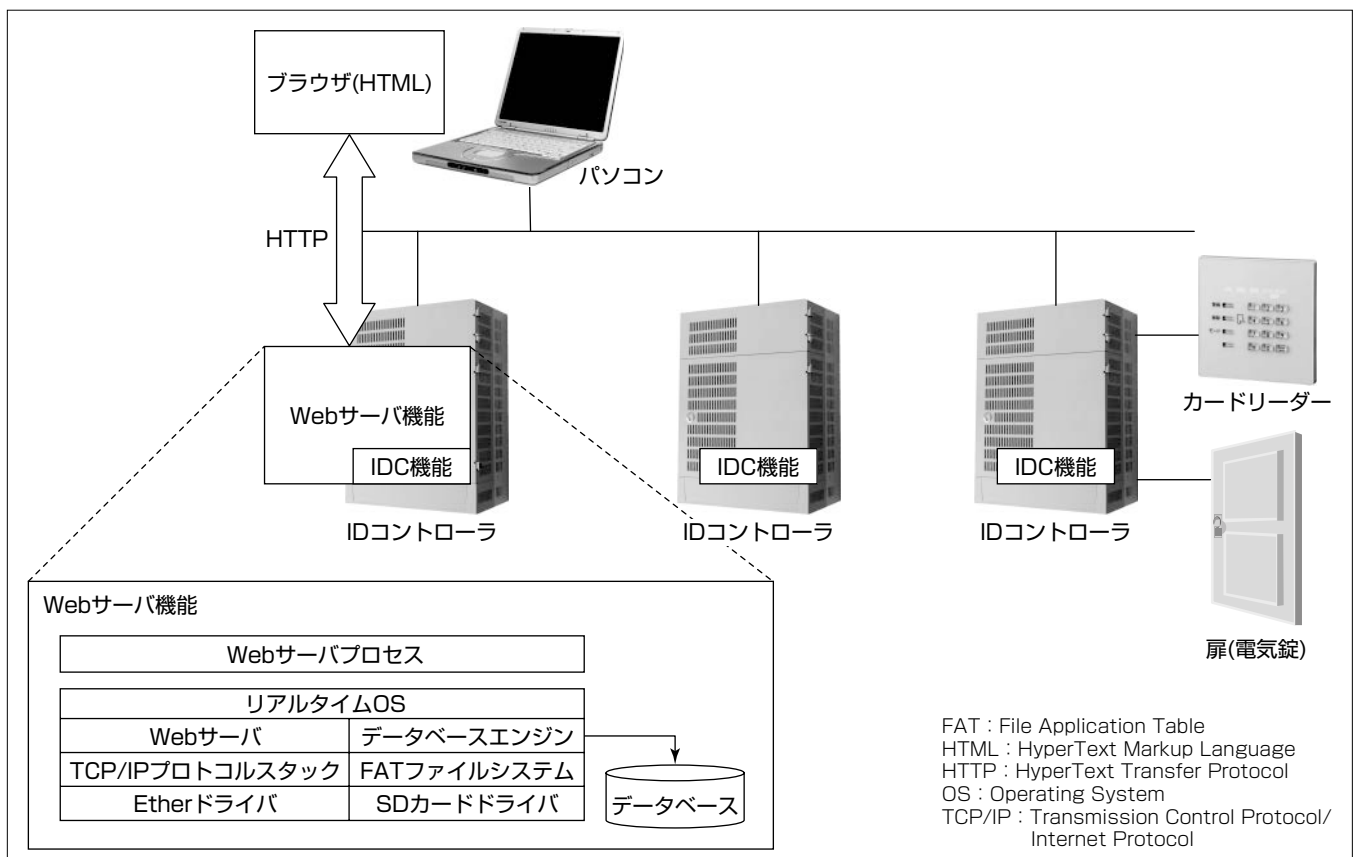 ブラウザ(HTML)
パソコン
HTTP
Webサーバ機能
IDC機能
IDC機能
IDC機能
カードリーダー
IDコントローラ
IDコントローラ
IDコントローラ
扉(電気錠)
Webサーバ機能
Webサーバプロセス
リアルタイムOS
Webサーバ
データベースエンジン
TCP/IPプロトコルスタック
FATファイルシステム
Etherドライバ
SDカードドライバ
データベース
FAT：File Application Table
HTML：HyperText Markup Language
HTTP：HyperText Transfer Protocol
OS：Operating System
TCP/IP：Transmission Control Protocol/
Internet Protocol